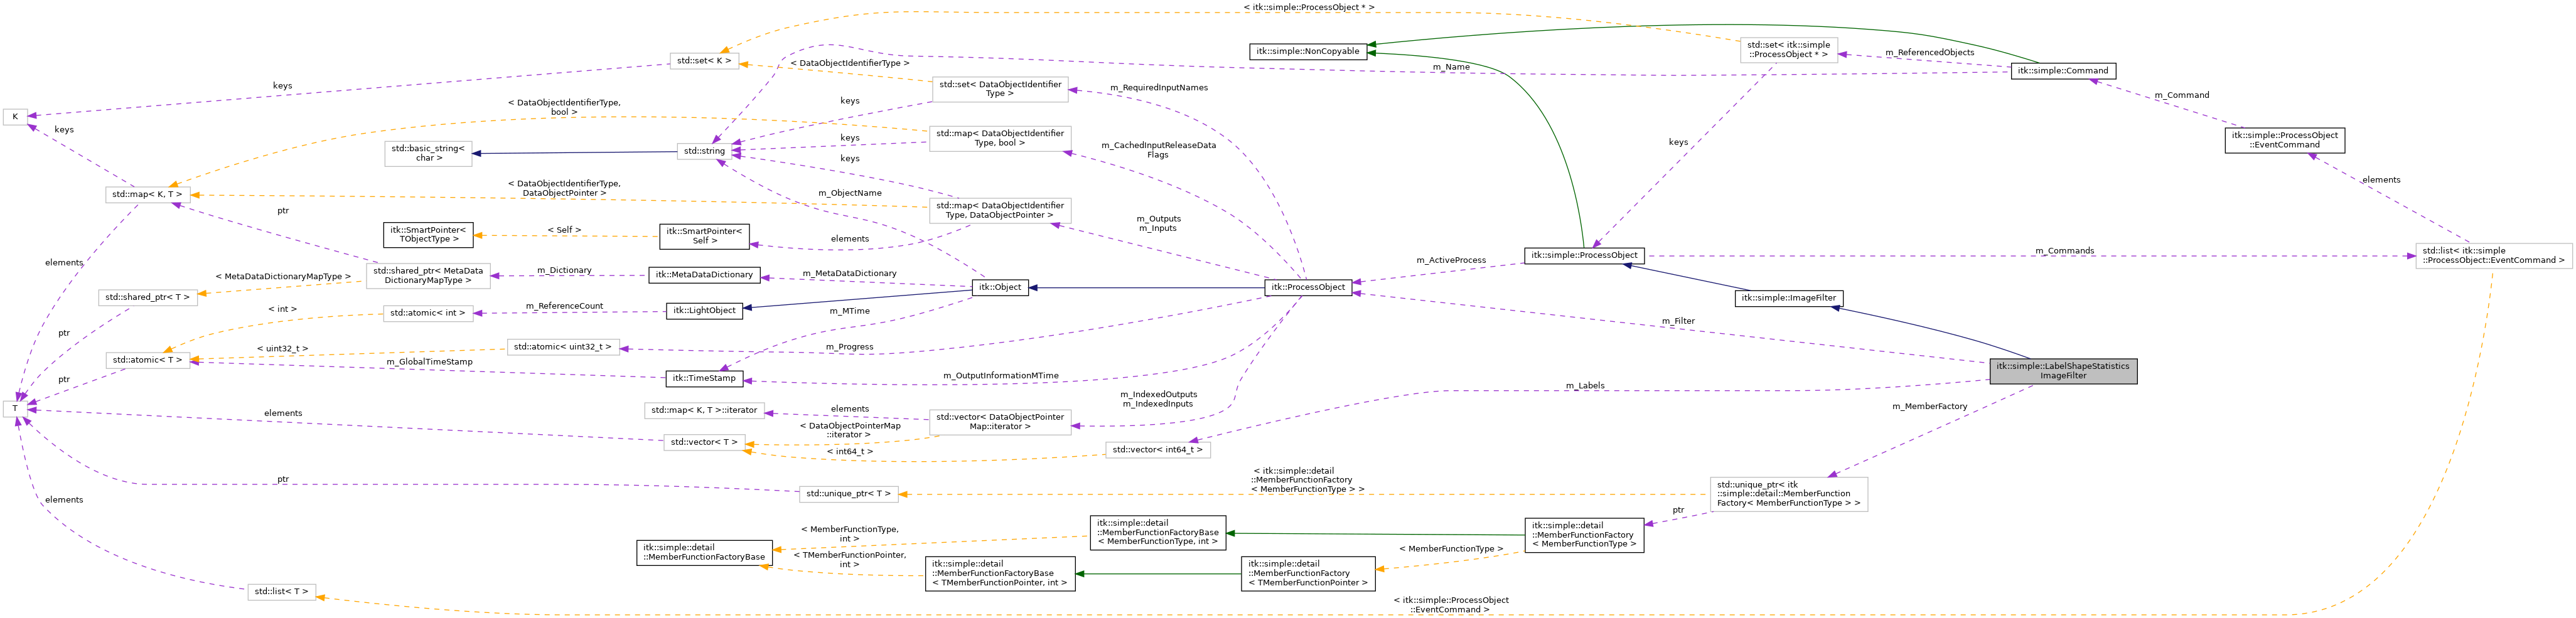 < itk::simple::ProcessObject * >
std::set< itk::simple
::ProcessObject * >
itk::simple::NonCopyable
m_ReferencedObjects
std::set< K >
< DataObjectIdentifierType >
m_Name
itk::simple::Command
keys
std::set< DataObjectIdentifier
Type >
m_RequiredInputNames
m_Command
< DataObjectIdentifierType,
bool >
keys
K
keys
std::map< DataObjectIdentifier
Type, bool >
keys
itk::simple::ProcessObject
::EventCommand
std::basic_string<
char >
std::string
keys
m_CachedInputReleaseData
Flags
keys
elements
std::map< K, T >
< DataObjectIdentifierType,
DataObjectPointer >
m_ObjectName
ptr
std::map< DataObjectIdentifier
Type, DataObjectPointer >
m_Outputs
m_Inputs
itk::SmartPointer<
TObjectType >
< Self >
itk::SmartPointer<
Self >
elements
itk::simple::ProcessObject
m_Commands
std::list< itk::simple
::ProcessObject::EventCommand >
elements
m_ActiveProcess
std::shared_ptr< MetaData
DictionaryMapType >
m_Dictionary
itk::MetaDataDictionary
m_MetaDataDictionary
< MetaDataDictionaryMapType >
itk::Object
itk::ProcessObject
std::shared_ptr< T >
itk::simple::ImageFilter
< int >
std::atomic< int >
m_ReferenceCount
itk::LightObject
m_MTime
m_Filter
ptr
< uint32_t >
std::atomic< uint32_t >
m_Progress
std::atomic< T >
m_GlobalTimeStamp
itk::simple::LabelShapeStatistics
ImageFilter
ptr
itk::TimeStamp
m_OutputInformationMTime
m_Labels
m_IndexedOutputs
m_IndexedInputs
T
elements
std::map< K, T >::iterator
elements
std::vector< DataObjectPointer
Map::iterator >
m_MemberFactory
< DataObjectPointerMap
::iterator >
std::vector< T >
< int64_t >
std::vector< int64_t >
ptr
< itk::simple::detail
::MemberFunctionFactory
< MemberFunctionType > >
std::unique_ptr< T >
std::unique_ptr< itk
::simple::detail::MemberFunction
Factory< MemberFunctionType > >
elements
ptr
itk::simple::detail
::MemberFunctionFactoryBase
< MemberFunctionType,
int >
itk::simple::detail
::MemberFunctionFactoryBase
< MemberFunctionType, int >
itk::simple::detail
::MemberFunctionFactory
< MemberFunctionType >
< TMemberFunctionPointer,
int >
itk::simple::detail
::MemberFunctionFactoryBase
< TMemberFunctionPointer, int >
itk::simple::detail
::MemberFunctionFactory
< TMemberFunctionPointer >
< MemberFunctionType >
std::list< T >
< itk::simple::ProcessObject
::EventCommand >